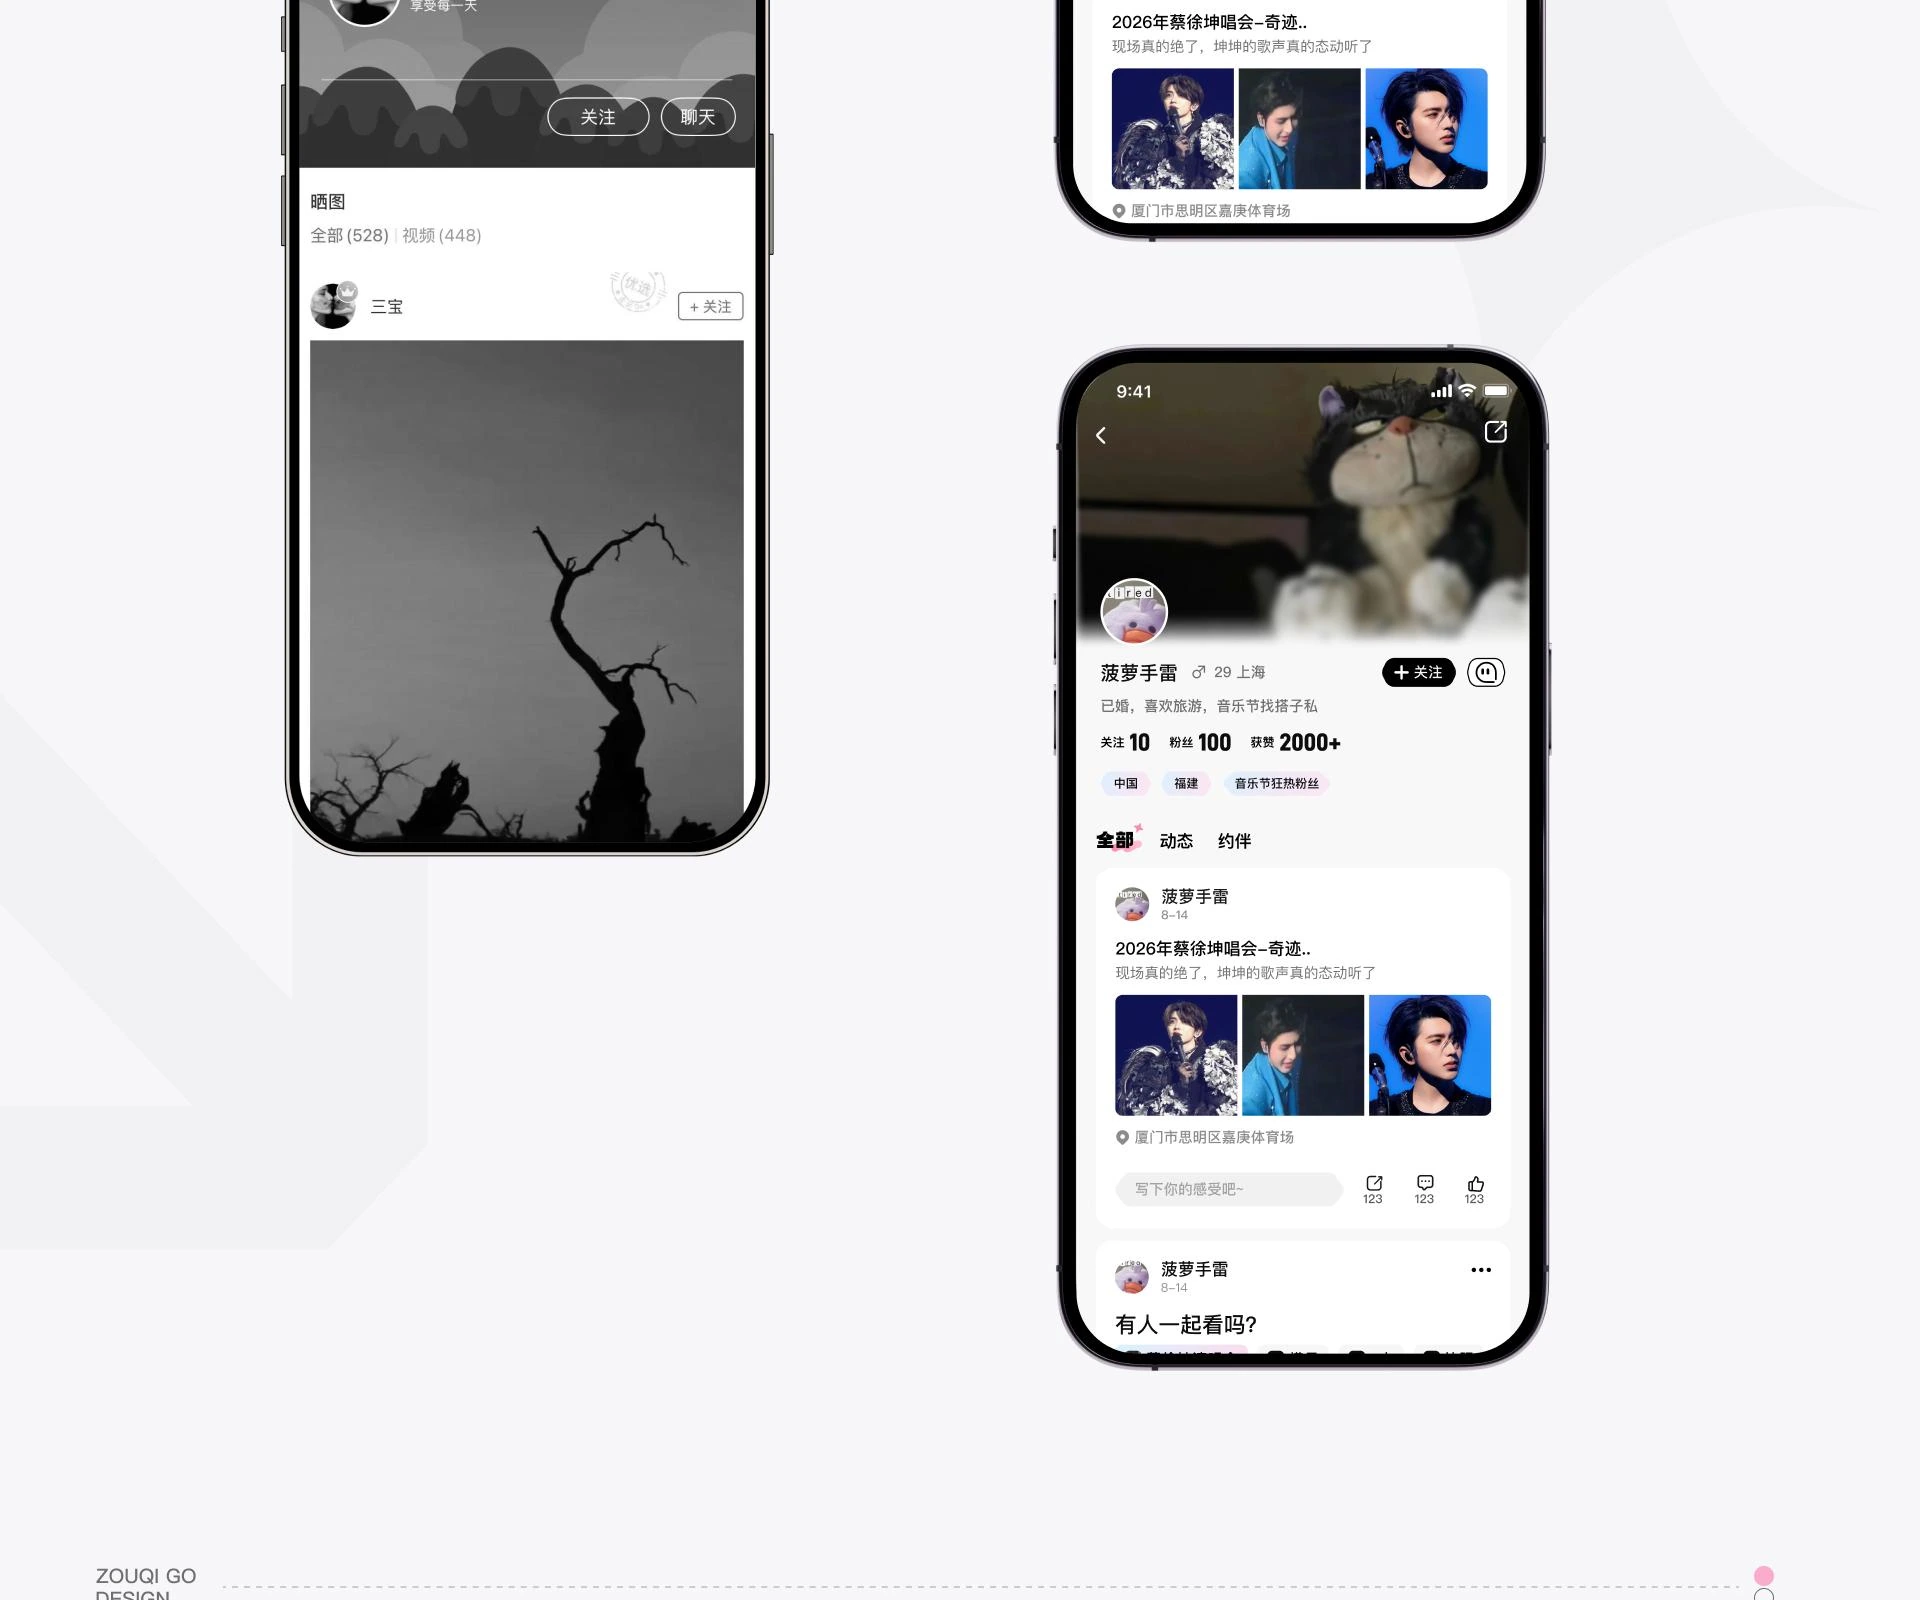 享受每一天
关注
聊天
晒图
全部 (528) | 视频 (448)
优选
三宝
+ 关注
2026年蔡徐坤唱会-奇迹..
现场真的绝了，坤坤的歌声真的态动听了
厦门市思明区嘉庚体育场
9:41
ired
菠萝手雷
29 上海
关注
已婚，喜欢旅游，音乐节找搭子私
关注 10 粉丝 100 获赞 2000+
中国 福建 音乐节狂热粉丝
全部 动态 约伴
菠萝手雷
8-14
2026年蔡徐坤唱会-奇迹..
现场真的绝了，坤坤的歌声真的态动听了
厦门市思明区嘉庚体育场
写下你的感受吧~
123 123 123
菠萝手雷
8-14
有人一起看吗?
ZOUQI GO
DESIGN